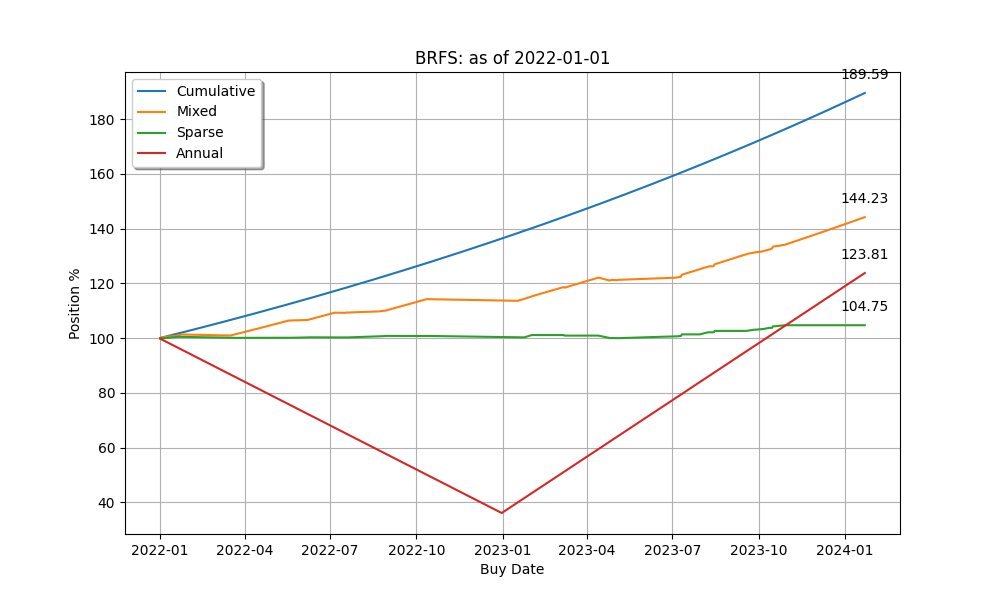 BRFS: as of 2022-01-01
189.59
Cumulative
Mixed
Sparse
Annual
144.23
123.81
104.75
180
160
140
120
100
80
60
40
Position %
2022-01 2022-04 2022-07 2022-10 2023-01 2023-04 2023-07 2023-10 2024-01
Buy Date